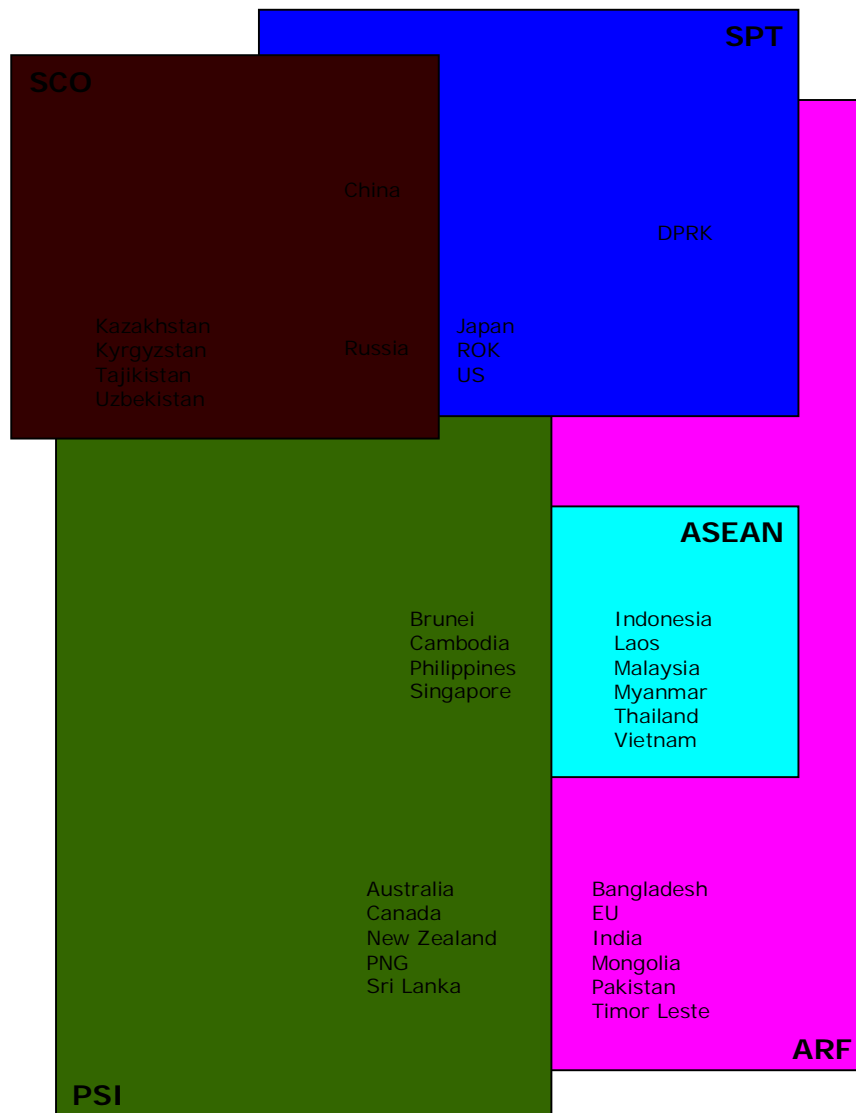 SPT
SCO
China
DPRK
Kazakhstan
Kyrgyzstan
Tajikistan
Uzbekistan
Russia
Japan
ROK
US
ASEAN
Brunei
Cambodia
Philippines
Singapore
Indonesia
Laos
Malaysia
Myanmar
Thailand
Vietnam
Australia
Canada
New Zealand
PNG
Sri Lanka
Bangladesh
EU
India
Mongolia
Pakistan
Timor Leste
ARF
PSI